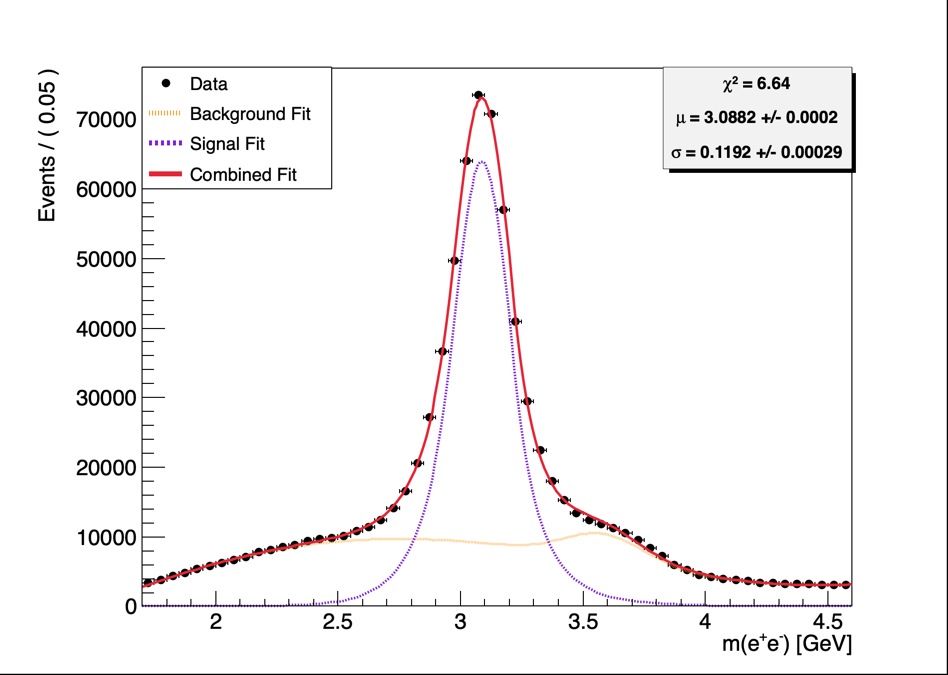 Events / ( 0.05 )
70000
60000
50000
40000
30000
20000
10000
0
Data
Background Fit
Signal Fit
Combined Fit
χ² = 6.64
μ = 3.0882 +/- 0.0002
σ = 0.1192 +/- 0.00029
2 2.5 3 3.5 4 4.5
m(e⁺e⁻) [GeV]